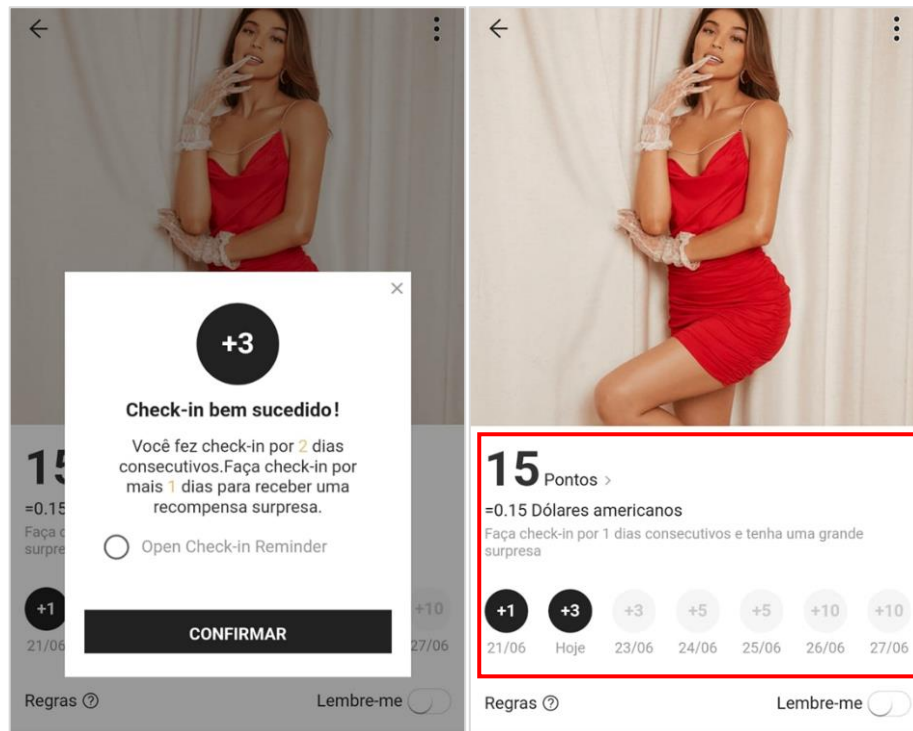 +3
Check-in bem sucedido!
Você fez check-in por 2 dias
consecutivos.Faça check-in por
mais 1 dias para receber uma
recompensa surpresa.
Open Check-in Reminder
CONFIRMAR
15
=0.15
Faça c
surpre
+1
+10
21/06
27/06
Regras ?
Lembre-me
15 Pontos >
=0.15 Dólares americanos
Faça check-in por 1 dias consecutivos e tenha uma grande
surpresa
+1 +3 +3 +5 +5 +10 +10
21/06 Hoje 23/06 24/06 25/06 26/06 27/06
Regras ?
Lembre-me